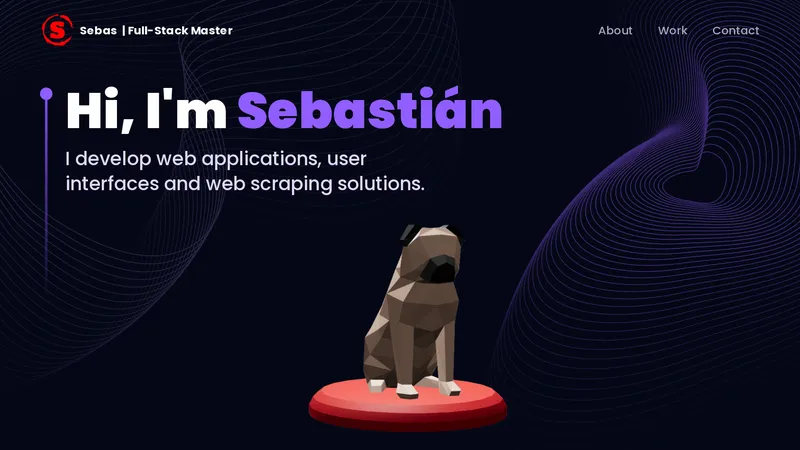 S
Sebas | Full-Stack Master
About
Work
Contact
Hi, I'm Sebastián
I develop web applications, user
interfaces and web scraping solutions.